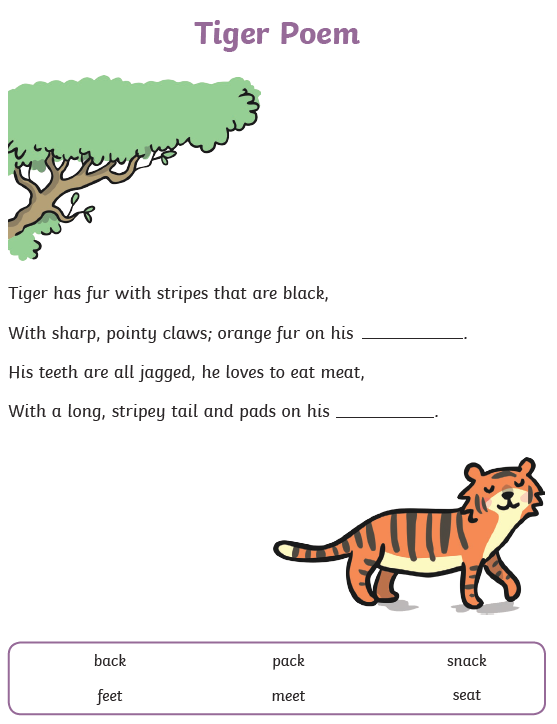 Tiger Poem
Tiger has fur with stripes that are black,
With sharp, pointy claws; orange fur on his __________.
His teeth are all jagged, he loves to eat meat,
With a long, stripey tail and pads on his __________.
back pack snack
feet meet seat